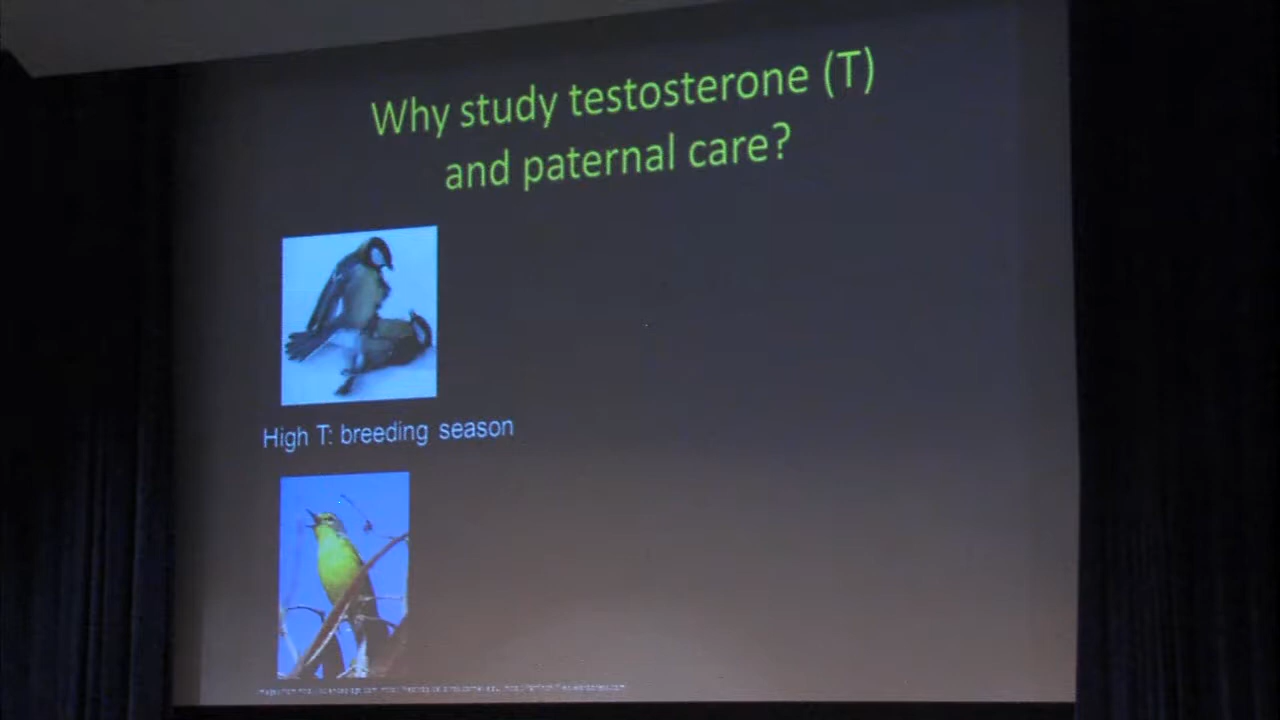 Why study testosterone (T)
and paternal care?
High T: breeding season